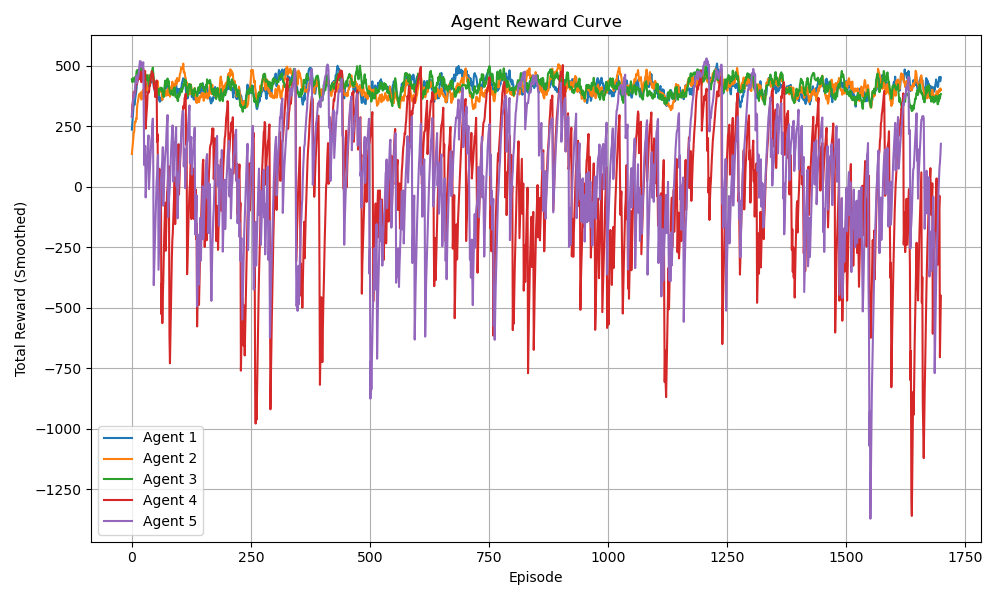 Agent Reward Curve
Total Reward (Smoothed)
500
250
0
−250
−500
−750
−1000
−1250
Agent 1
Agent 2
Agent 3
Agent 4
Agent 5
0 250 500 750 1000 1250 1500 1750
Episode